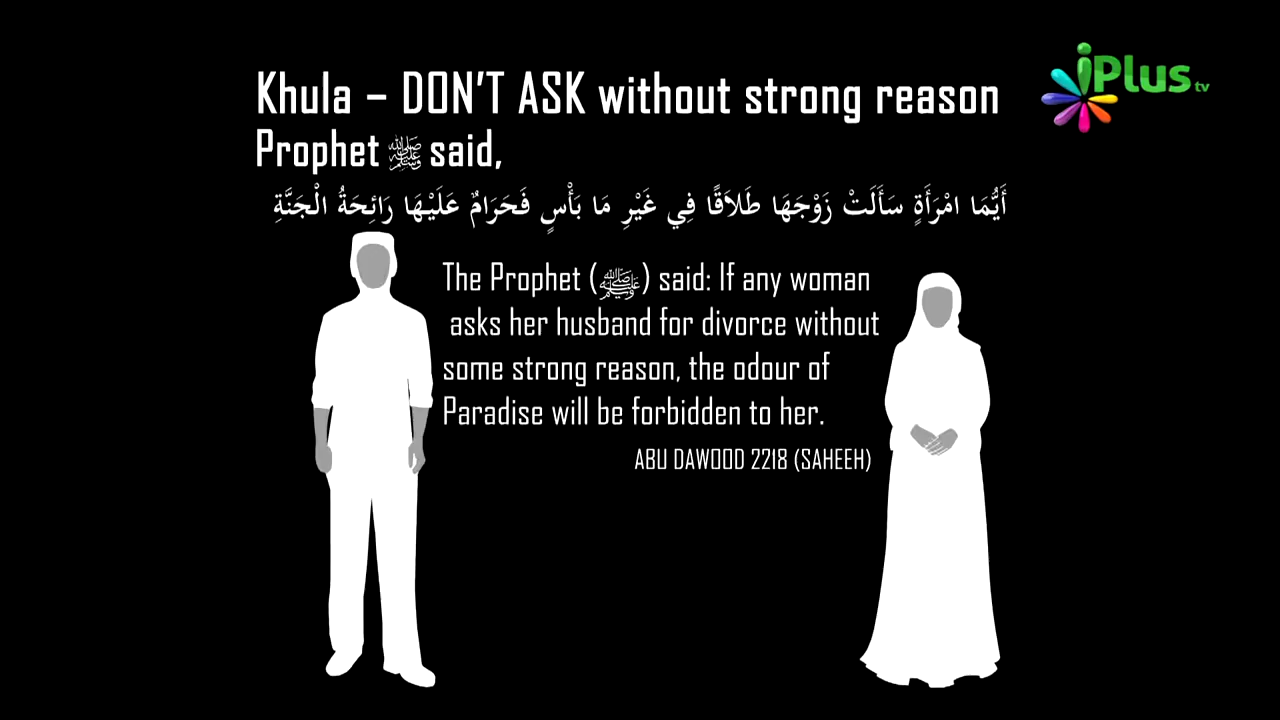 Khula – DON'T ASK without strong reason
Prophet ﷺ said,
أَيُّمَا امْرَأَةٍ سَأَلَتْ زَوْجَهَا طَلاَقًا فِي غَيْرِ مَا بَأْسٍ فَحَرَامٌ عَلَيْهَا رَائِحَةُ الْجَنَّةِ
The Prophet (ﷺ) said: If any woman
asks her husband for divorce without
some strong reason, the odour of
Paradise will be forbidden to her.
ABU DAWOOD 2218 (SAHEEH)
iPlus tv